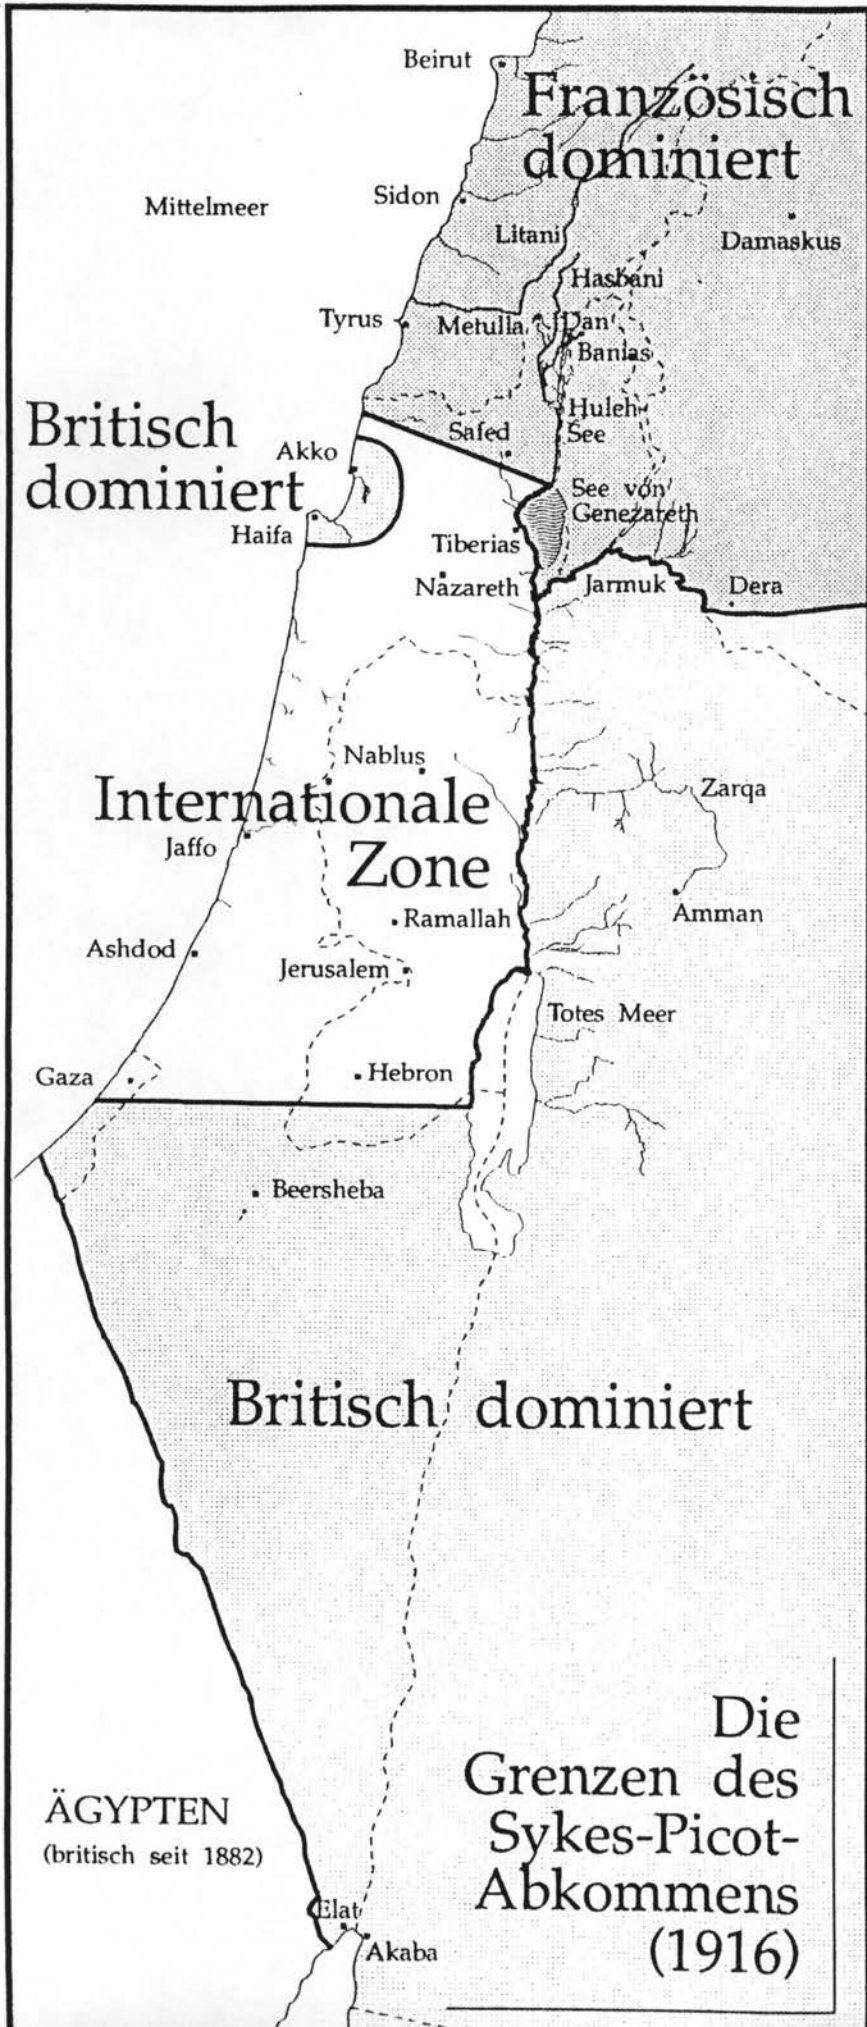 Beirut
Französisch
dominiert
Mittelmeer
Sidon
Litani
Damaskus
Hasbani
Tyrus
Metulla
Dan
Banias
Britisch
dominiert
Huleh
See
Safed
Akko
See von
Genezareth
Haifa
Tiberias
Nazareth
Jarmuk
Dera
Nablus
Zarqa
Internationale
Zone
Jaffo
Ramallah
Amman
Ashdod
Jerusalem
Totes Meer
Gaza
Hebron
Beersheba
Britisch dominiert
Die
Grenzen des
Sykes-Picot-
Abkommens
(1916)
ÄGYPTEN
(britisch seit 1882)
Elat
Akaba